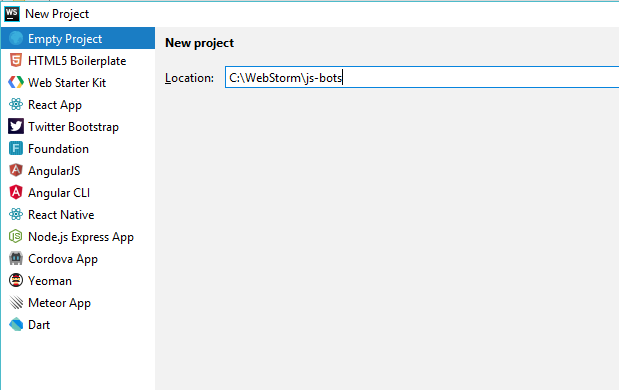 WS New Project
Empty Project
HTML5 Boilerplate
Web Starter Kit
React App
Twitter Bootstrap
F Foundation
AngularJS
Angular CLI
React Native
Node.js Express App
Cordova App
Yeoman
Meteor App
Dart
New project
Location: C:\WebStorm\js-bots